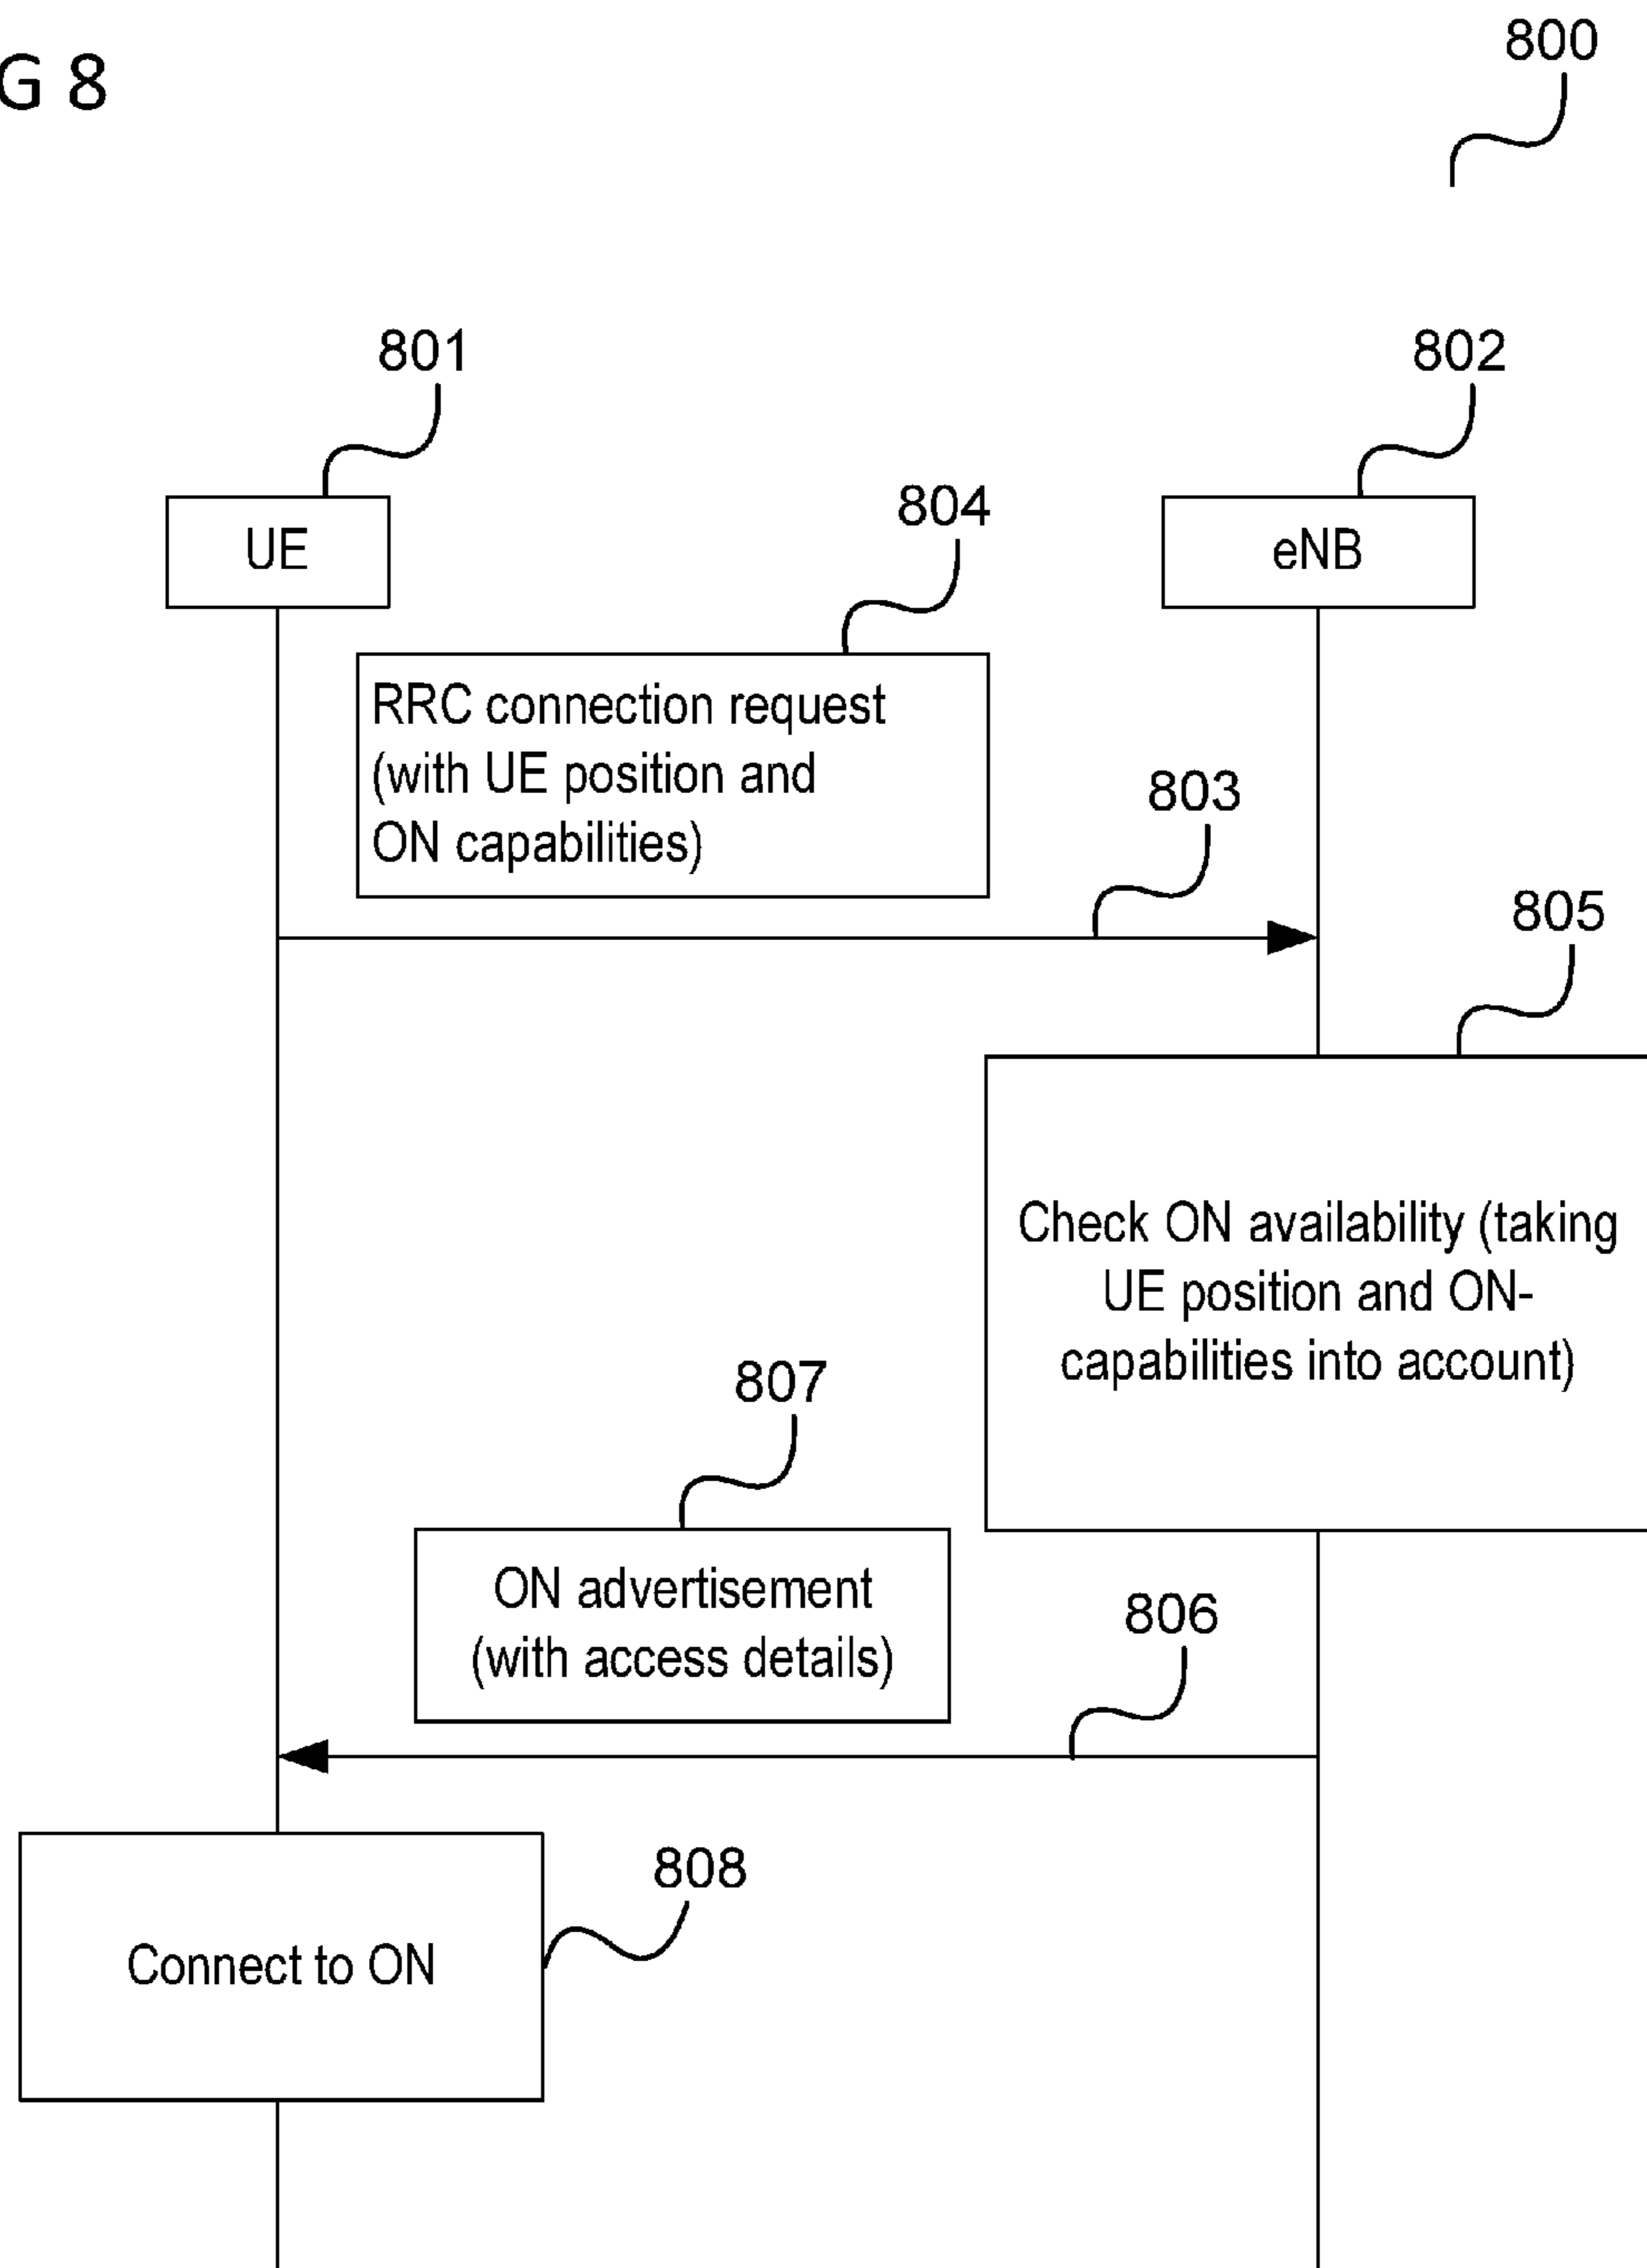 G 8
800
801
802
UE
804
eNB
RRC connection request
(with UE position and
ON capabilities)
803
805
Check ON availability (taking
UE position and ON-
capabilities into account)
807
ON advertisement
(with access details)
806
808
Connect to ON